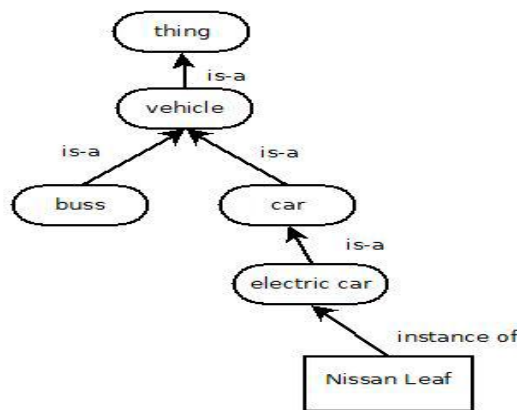 thing
is-a
vehicle
is-a
is-a
buss
car
is-a
electric car
instance of
Nissan Leaf